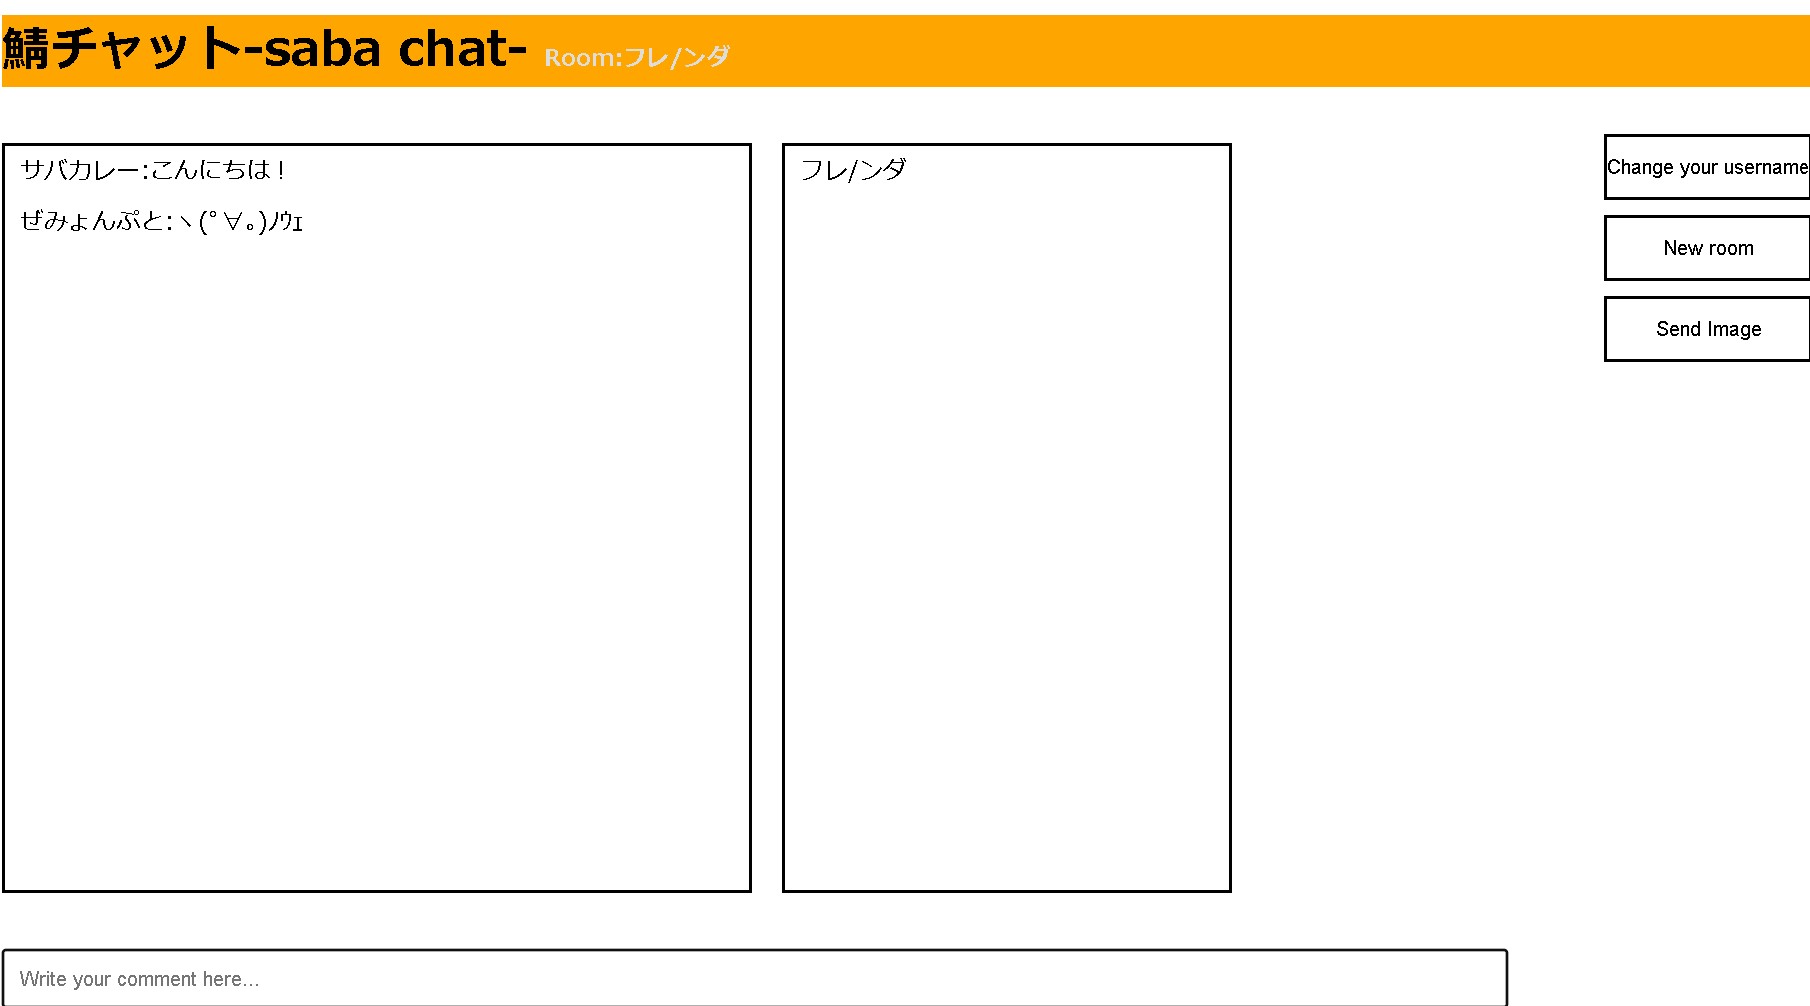 鯖チャット-saba chat- Room:フレ/ンダ
サバカレー:こんにちは！
ぜみょんぷと:ヽ(ﾟ∀｡)ﾉｳｪ
フレ/ンダ
Change your username
New room
Send Image
Write your comment here...